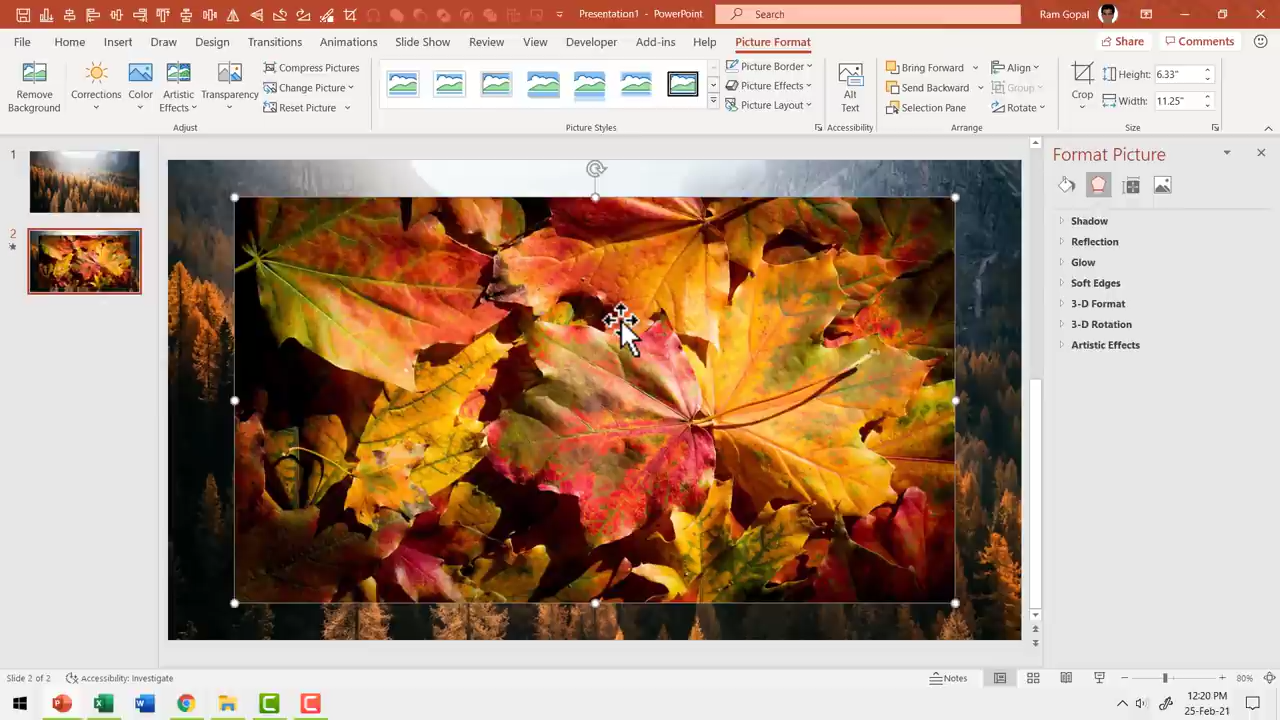 Presentation1 - PowerPoint
Search
Ram Gopal
File Home Insert Draw Design Transitions Animations Slide Show Review View Developer Add-ins Help Picture Format
Share Comments
Remove Background
Corrections
Color
Artistic Effects
Transparency
Compress Pictures
Change Picture
Reset Picture
Adjust
Picture Styles
Picture Border
Picture Effects
Picture Layout
Alt Text
Accessibility
Bring Forward
Send Backward
Selection Pane
Align
Group
Rotate
Arrange
Crop
Height: 6.33"
Width: 11.25"
Size
1
2
Format Picture
Shadow
Reflection
Glow
Soft Edges
3-D Format
3-D Rotation
Artistic Effects
Slide 2 of 2
Accessibility: Investigate
Notes
80%
12:20 PM
25-Feb-21